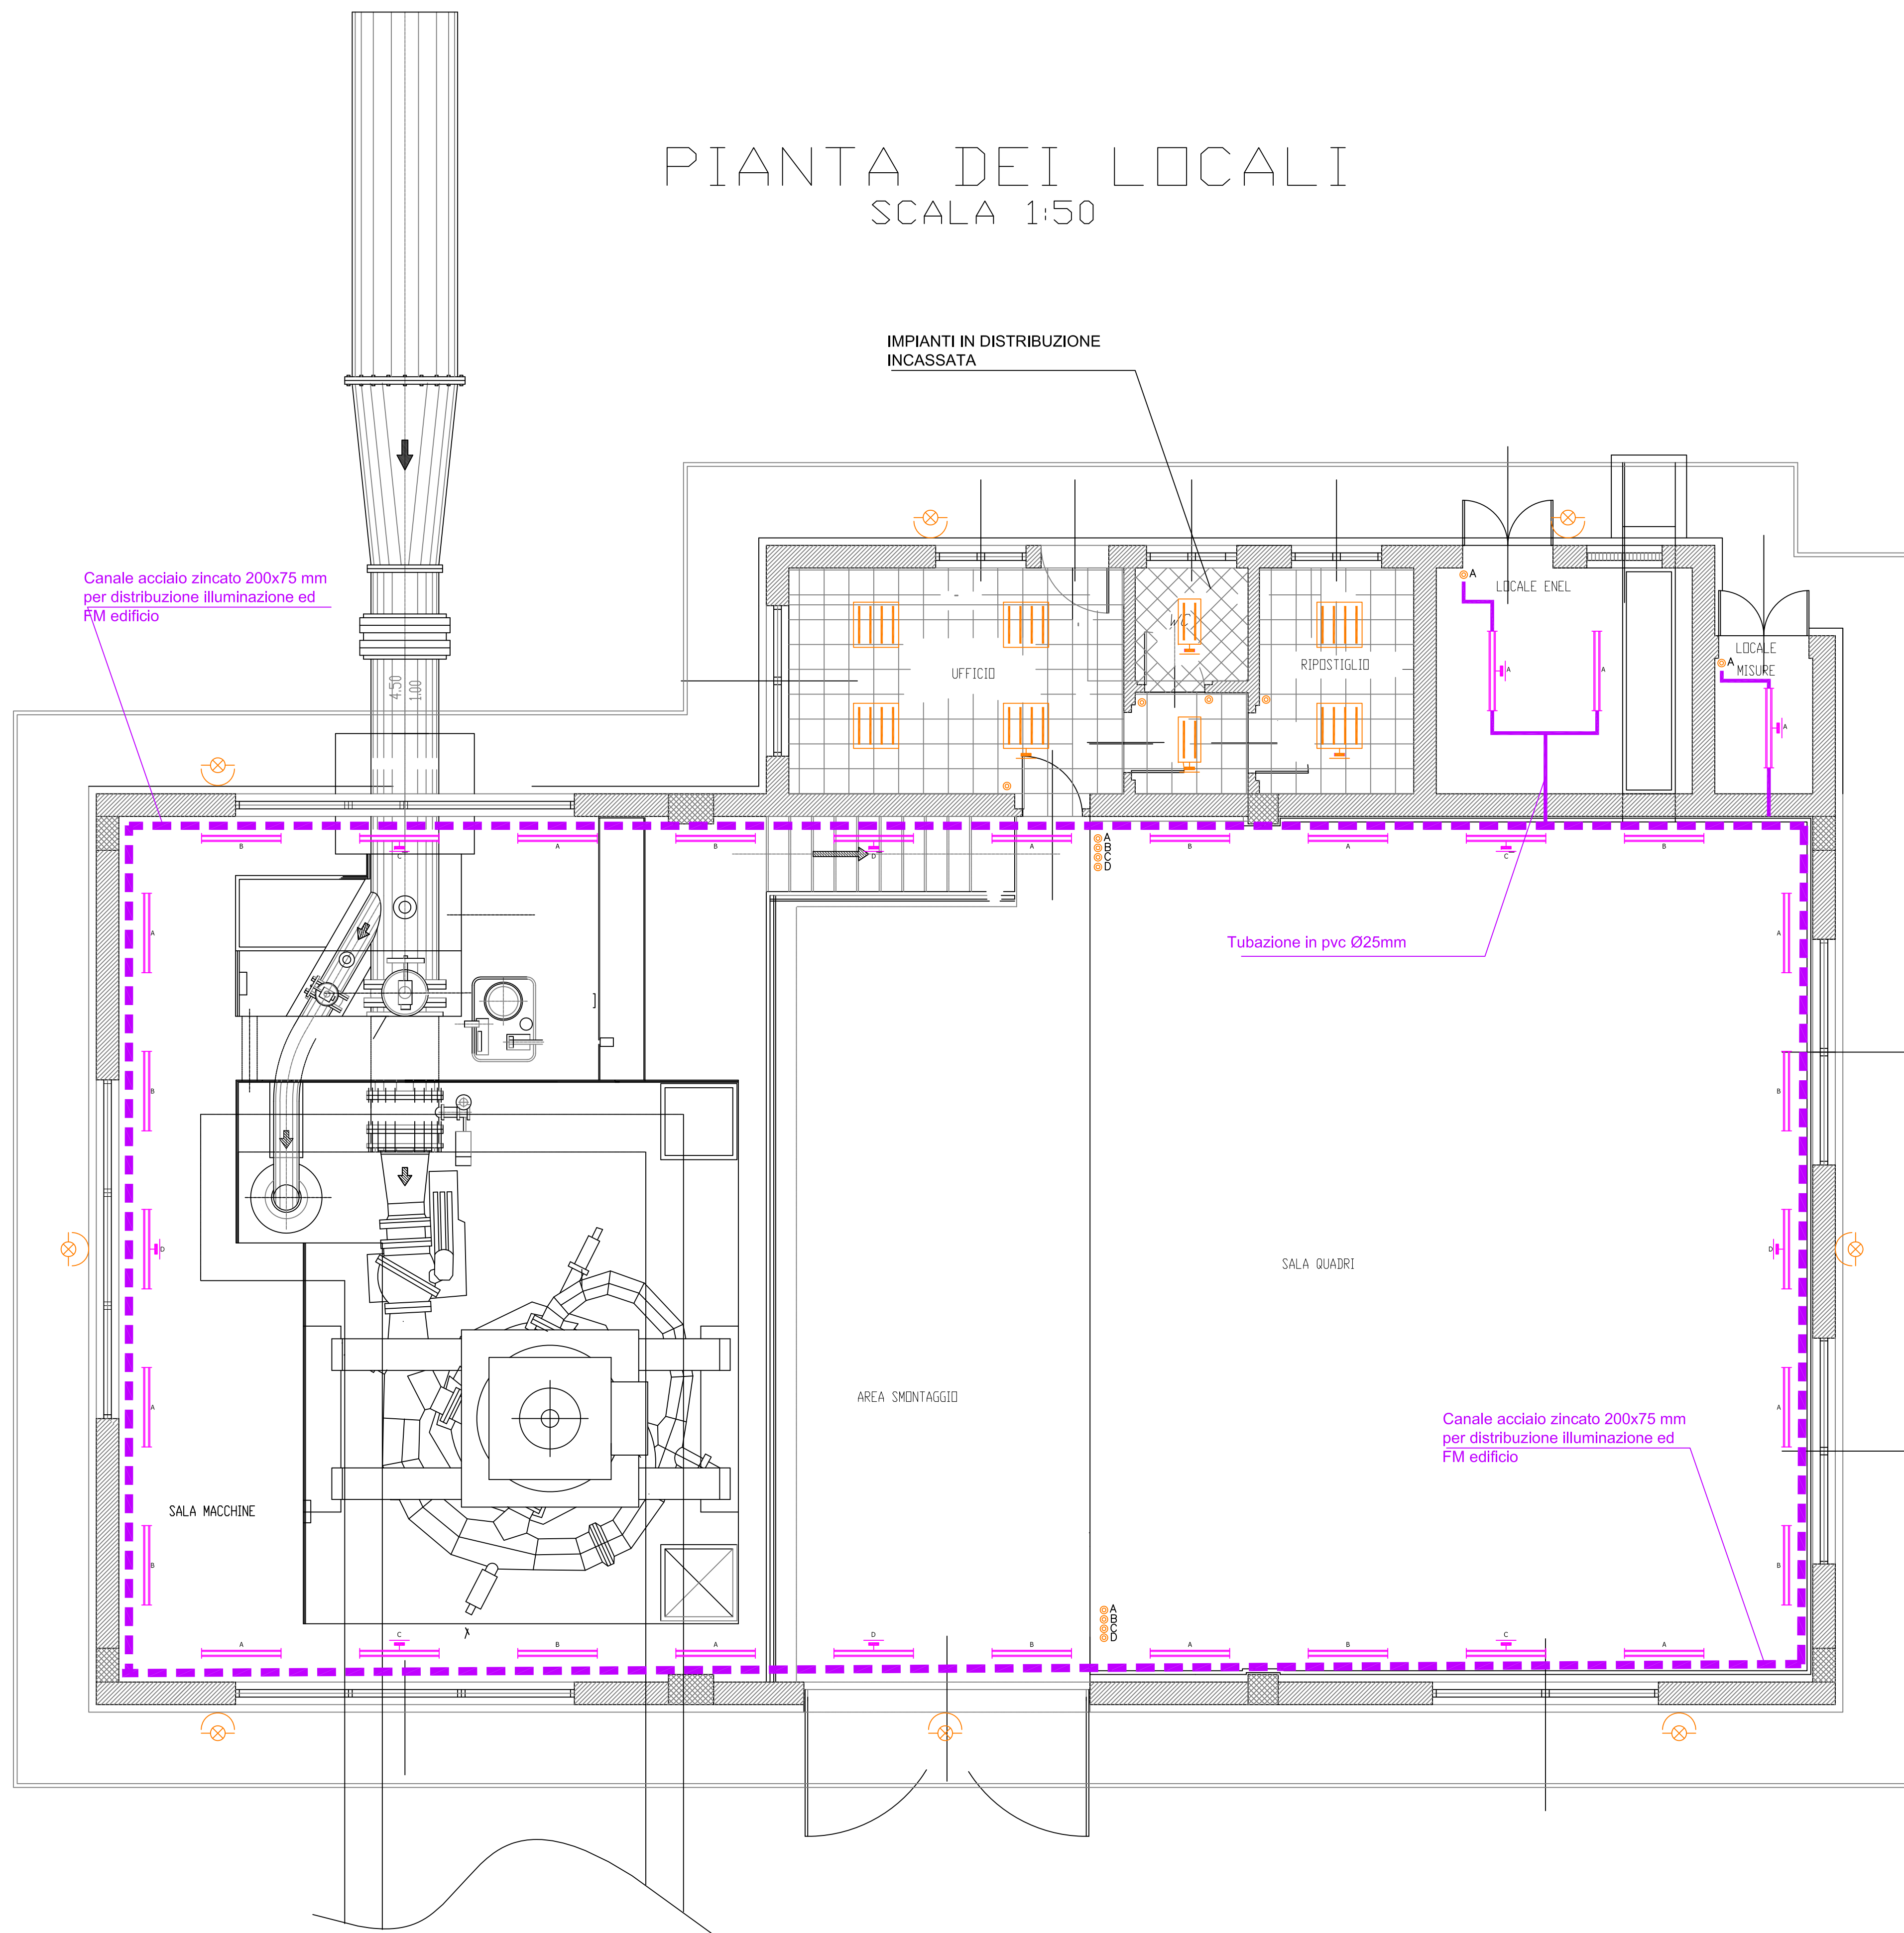 PIANTA DEI LOCALI
SCALA 1:50
IMPIANTI IN DISTRIBUZIONE
INCASSATA
Canale acciaio zincato 200x75 mm
per distribuzione illuminazione ed
FM edificio
4.50
1.00
A
LOCALE ENEL
WC
UFFICIO
RIPOSTIGLIO
A
A
LOCALE
A
MISURE
A
B
C
A
B
D
A
B
A
C
B
A
B
C
D
A
A
Tubazione in pvc Ø25mm
B
B
D
D
SALA QUADRI
A
A
AREA SMONTAGGIO
Canale acciaio zincato 200x75 mm
per distribuzione illuminazione ed
FM edificio
SALA MACCHINE
B
B
A
B
C
D
A
C
B
A
D
B
A
B
C
A